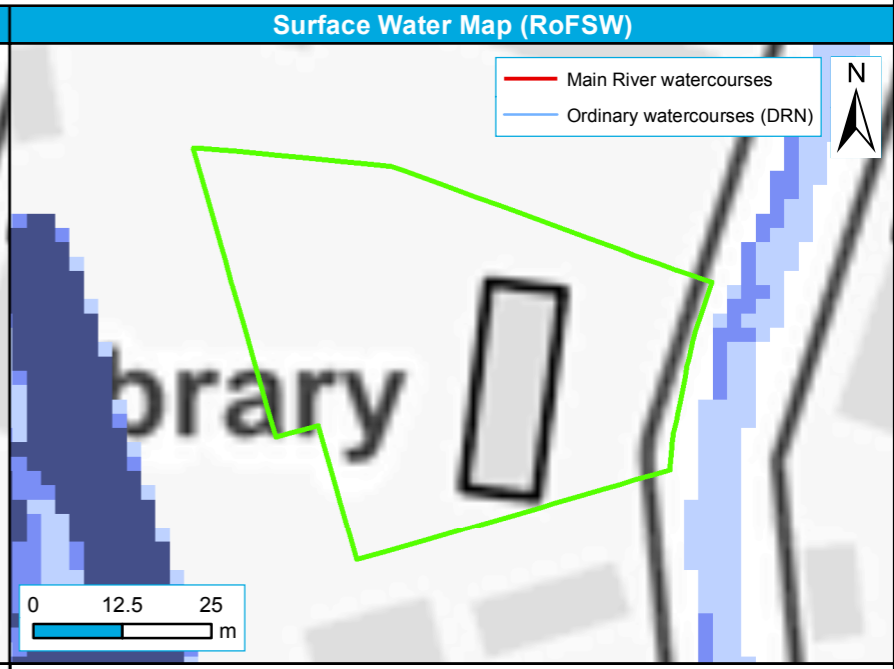 Surface Water Map (RoFSW)
Main River watercourses
Ordinary watercourses (DRN)
N
brary
0 12.5 25
m